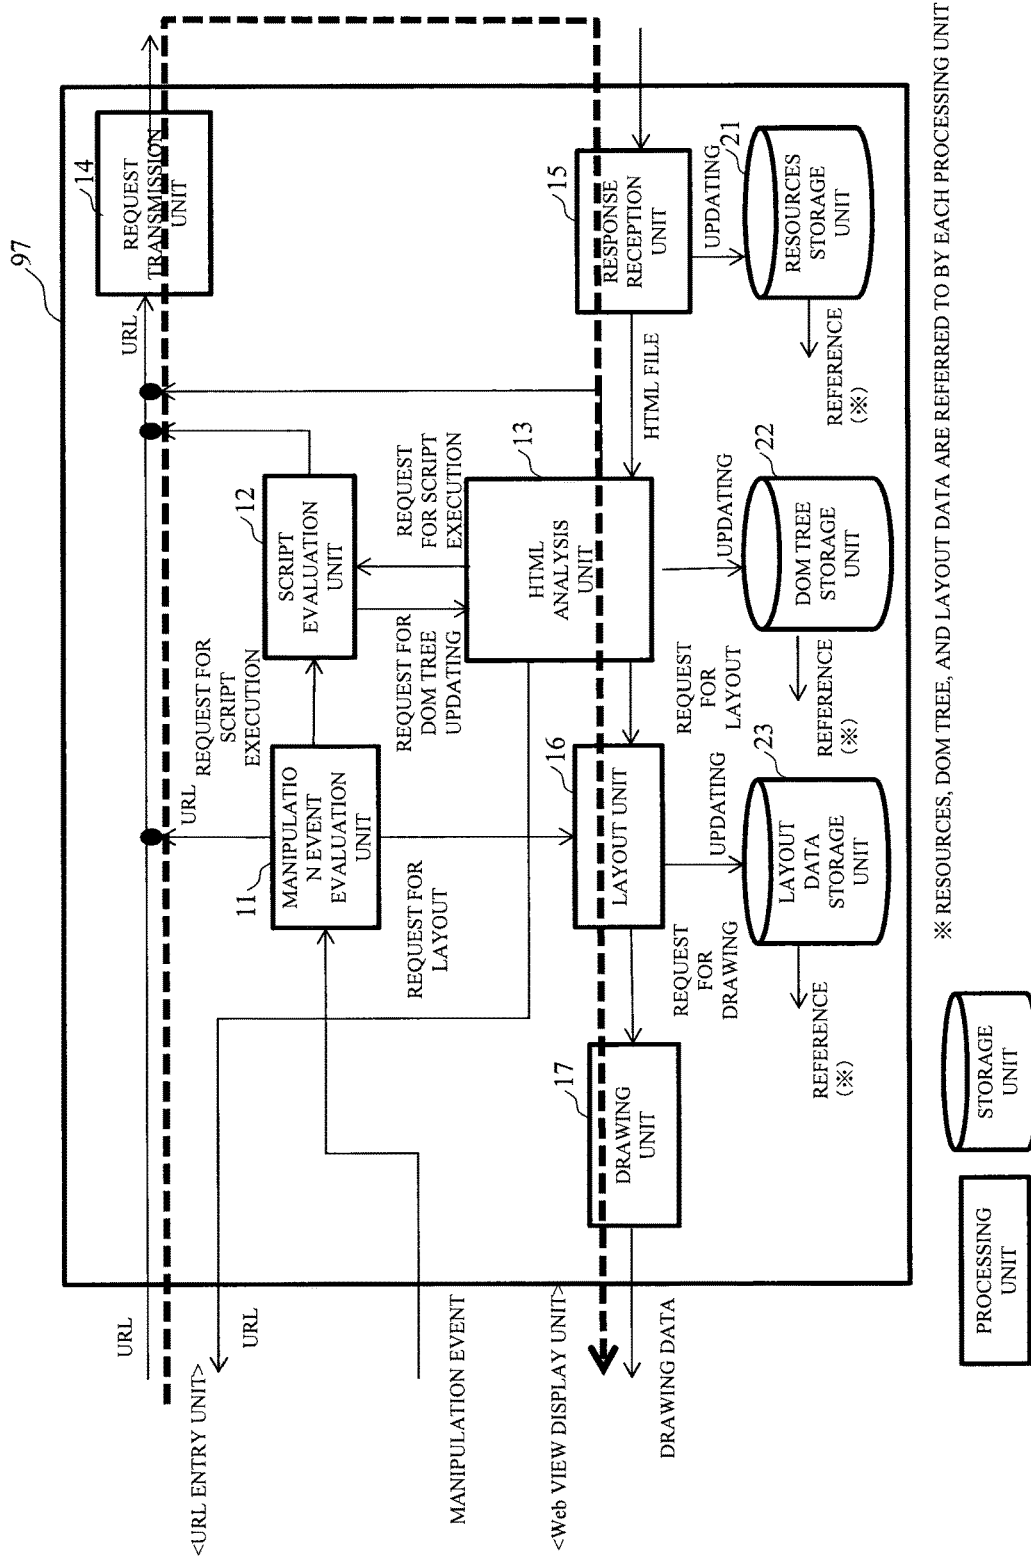 97
14
REQUEST
TRANSMISSION
UNIT
URL
URL
<URL ENTRY UNIT>
URL
URL
REQUEST FOR
SCRIPT
EXECUTION
12
SCRIPT
EVALUATION
UNIT
11
MANIPULATIO
N EVENT
EVALUATION
UNIT
REQUEST
FOR SCRIPT
EXECUTION
REQUEST FOR
DOM TREE
UPDATING
REQUEST FOR
LAYOUT
MANIPULATION EVENT
<Web VIEW DISPLAY UNIT>
DRAWING DATA
17
DRAWING
UNIT
16
LAYOUT UNIT
13
HTML
ANALYSIS
UNIT
15
RESPONSE
RECEPTION
UNIT
HTML FILE
REQUEST
FOR
DRAWING
REQUEST
FOR
LAYOUT
UPDATING
UPDATING
UPDATING
23
LAYOUT
DATA
STORAGE
UNIT
22
DOM TREE
STORAGE
UNIT
21
RESOURCES
STORAGE
UNIT
REFERENCE
(※)
REFERENCE
(※)
REFERENCE
(※)
PROCESSING
UNIT
STORAGE
UNIT
※ RESOURCES, DOM TREE, AND LAYOUT DATA ARE REFERRED TO BY EACH PROCESSING UNIT